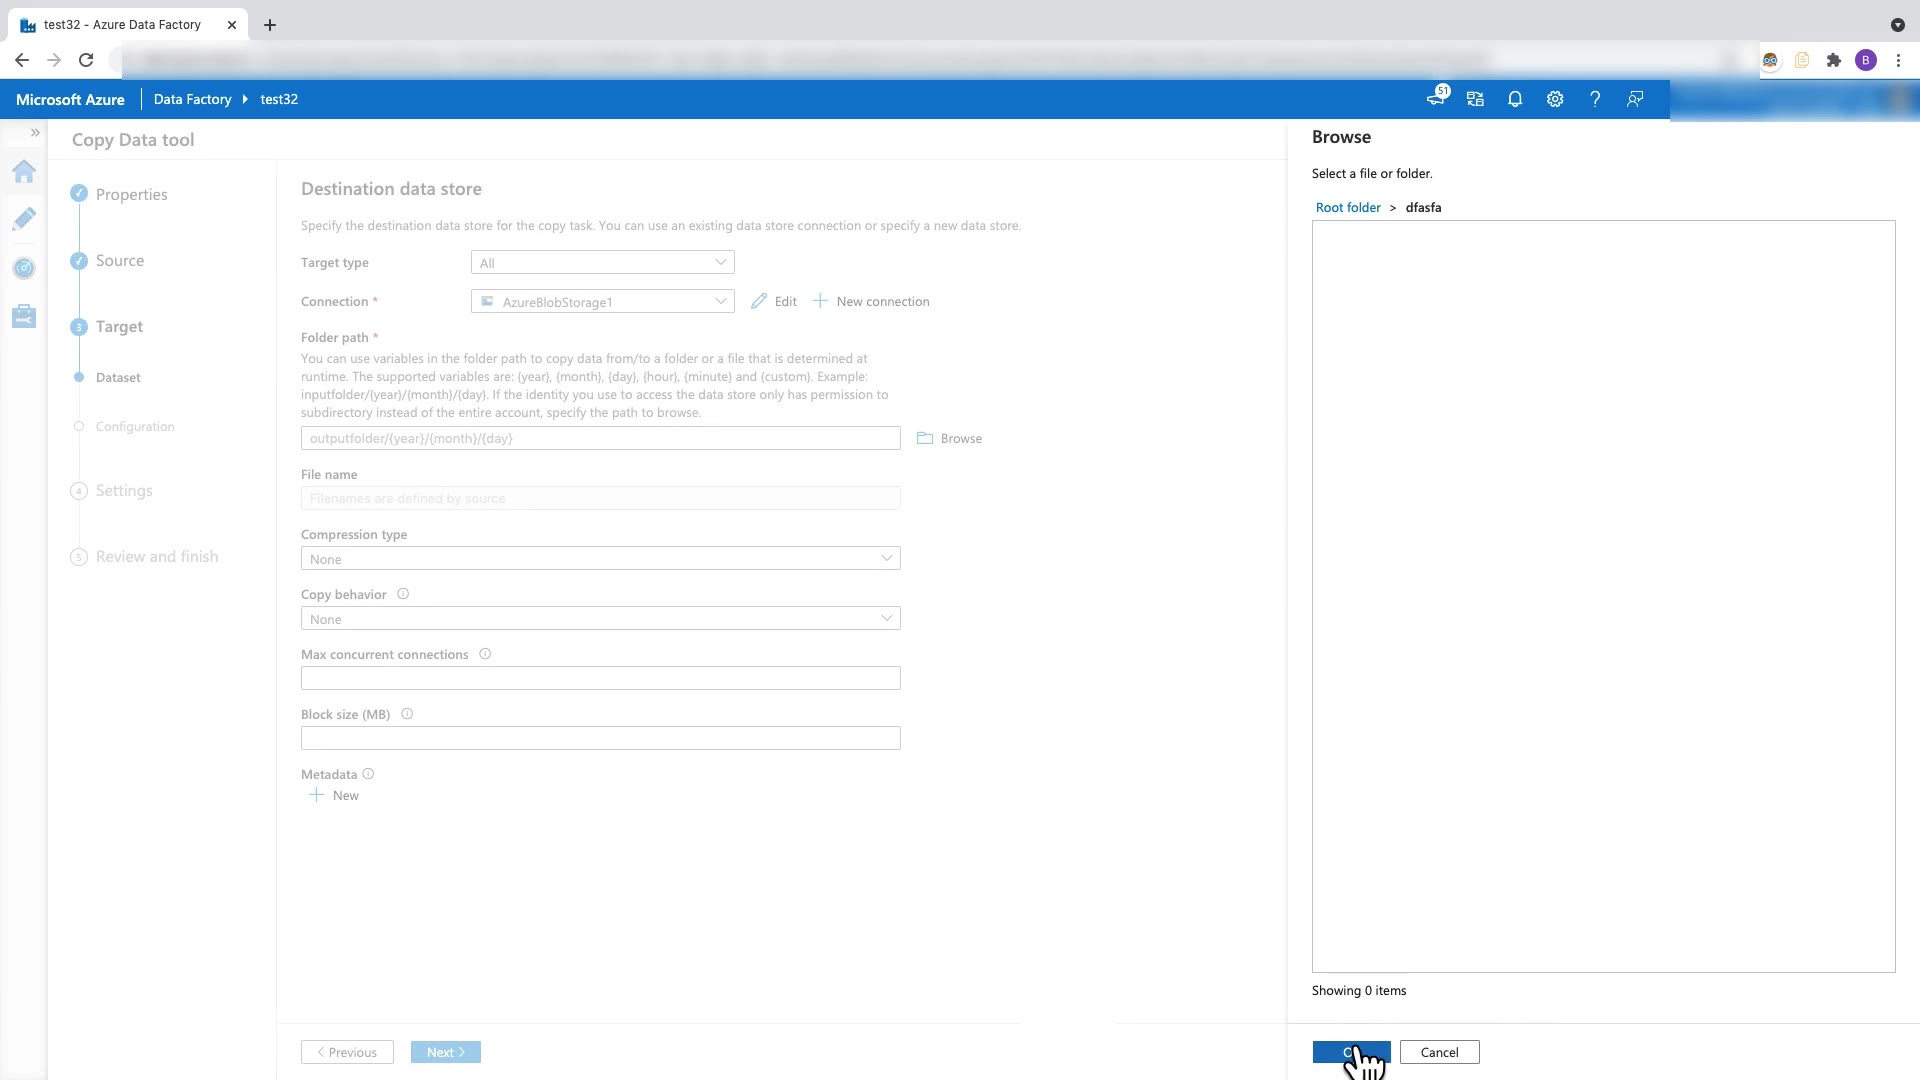 test32 - Azure Data Factory
B
Microsoft Azure
Data Factory
test32
51
Copy Data tool
Properties
Source
3 Target
Dataset
Configuration
4 Settings
5 Review and finish
Destination data store
Specify the destination data store for the copy task. You can use an existing data store connection or specify a new data store.
Target type
All
Connection *
AzureBlobStorage1
Edit
New connection
Folder path *
You can use variables in the folder path to copy data from/to a folder or a file that is determined at
runtime. The supported variables are: {year}, {month}, {day}, {hour}, {minute} and {custom}. Example:
inputfolder/{year}/{month}/{day}. If the identity you use to access the data store only has permission to
subdirectory instead of the entire account, specify the path to browse.
outputfolder/{year}/{month}/{day}
Browse
File name
Filenames are defined by source
Compression type
None
Copy behavior
None
Max concurrent connections
Block size (MB)
Metadata
New
< Previous
Next >
Browse
Select a file or folder.
Root folder > dfasfa
Showing 0 items
Cancel